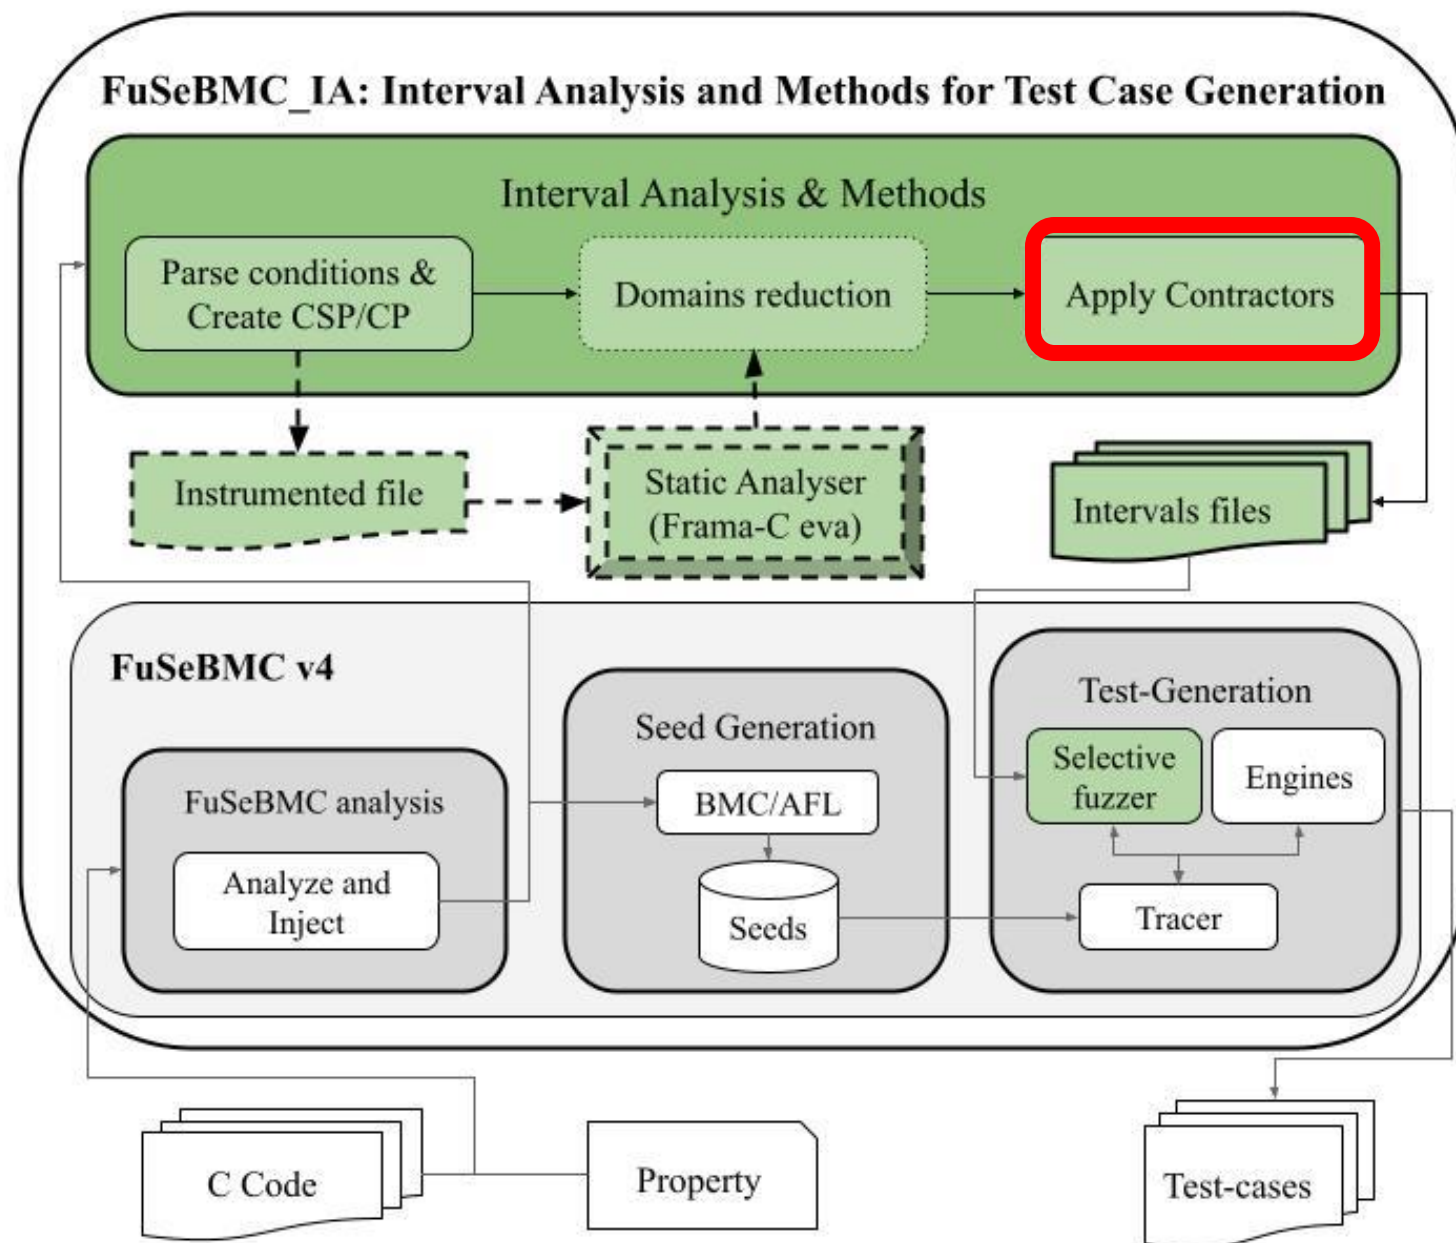 FuSeBMC_IA: Interval Analysis and Methods for Test Case Generation
Interval Analysis & Methods
Parse conditions &
Create CSP/CP
Domains reduction
Apply Contractors
Instrumented file
Static Analyser
(Frama-C eva)
Intervals files
FuSeBMC v4
FuSeBMC analysis
Analyze and
Inject
Seed Generation
BMC/AFL
Seeds
Test-Generation
Selective
fuzzer
Engines
Tracer
C Code
Property
Test-cases